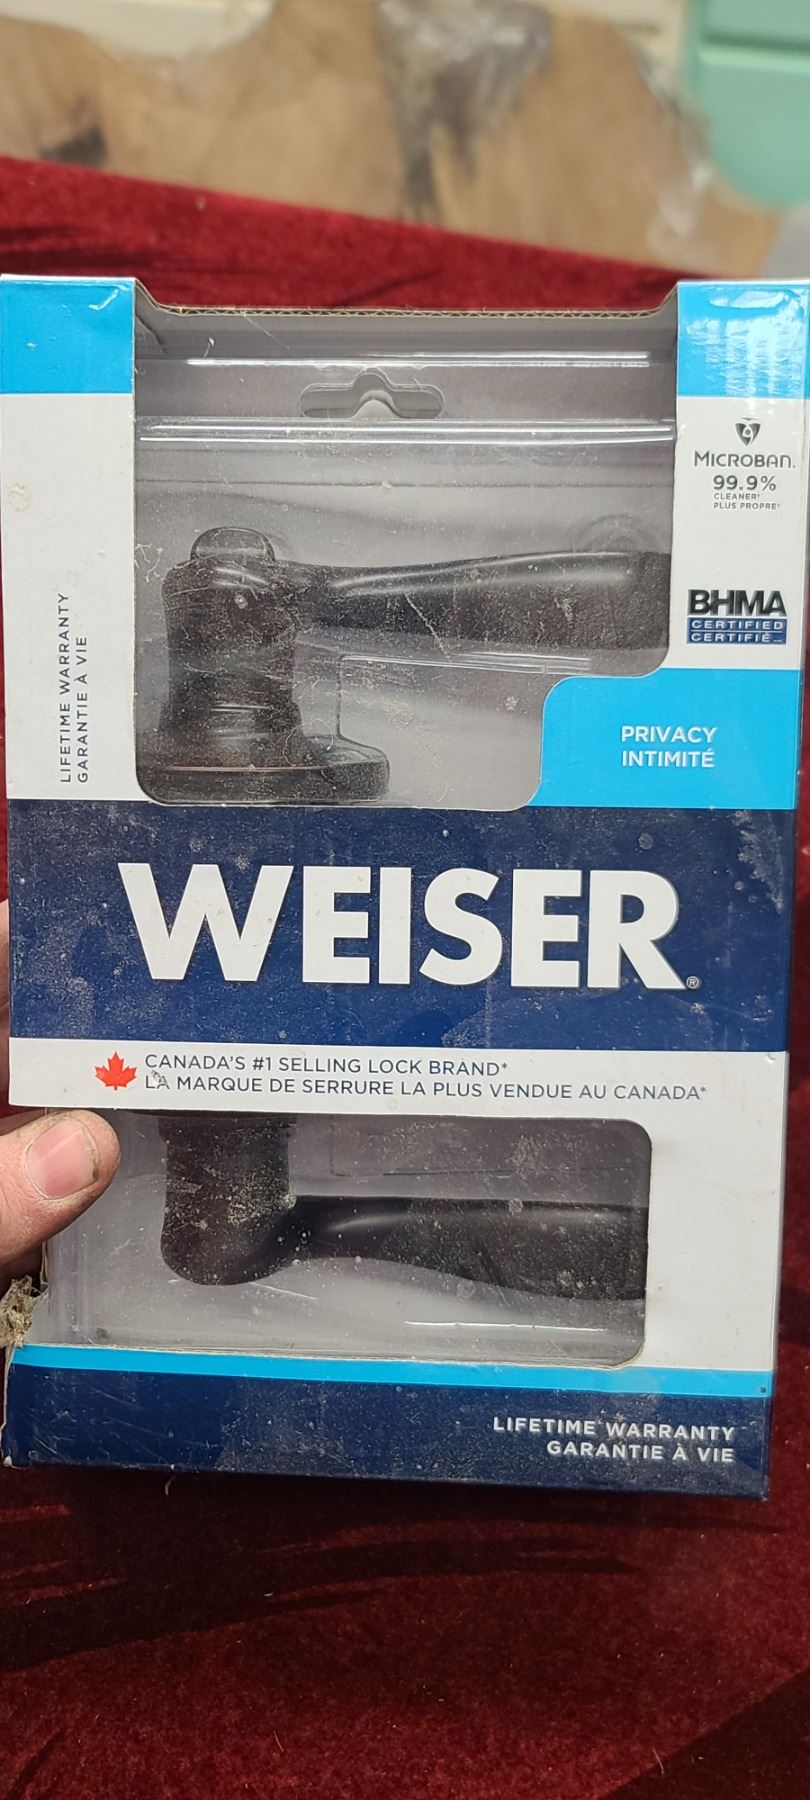 MICROBAN.
99.9%
CLEANER†
PLUS PROPRE†
BHMA
CERTIFIED
CERTIFIÉ
LIFETIME WARRANTY
GARANTIE À VIE
PRIVACY
INTIMITÉ
WEISER®
CANADA'S #1 SELLING LOCK BRAND*
LA MARQUE DE SERRURE LA PLUS VENDUE AU CANADA*
LIFETIME WARRANTY
GARANTIE À VIE